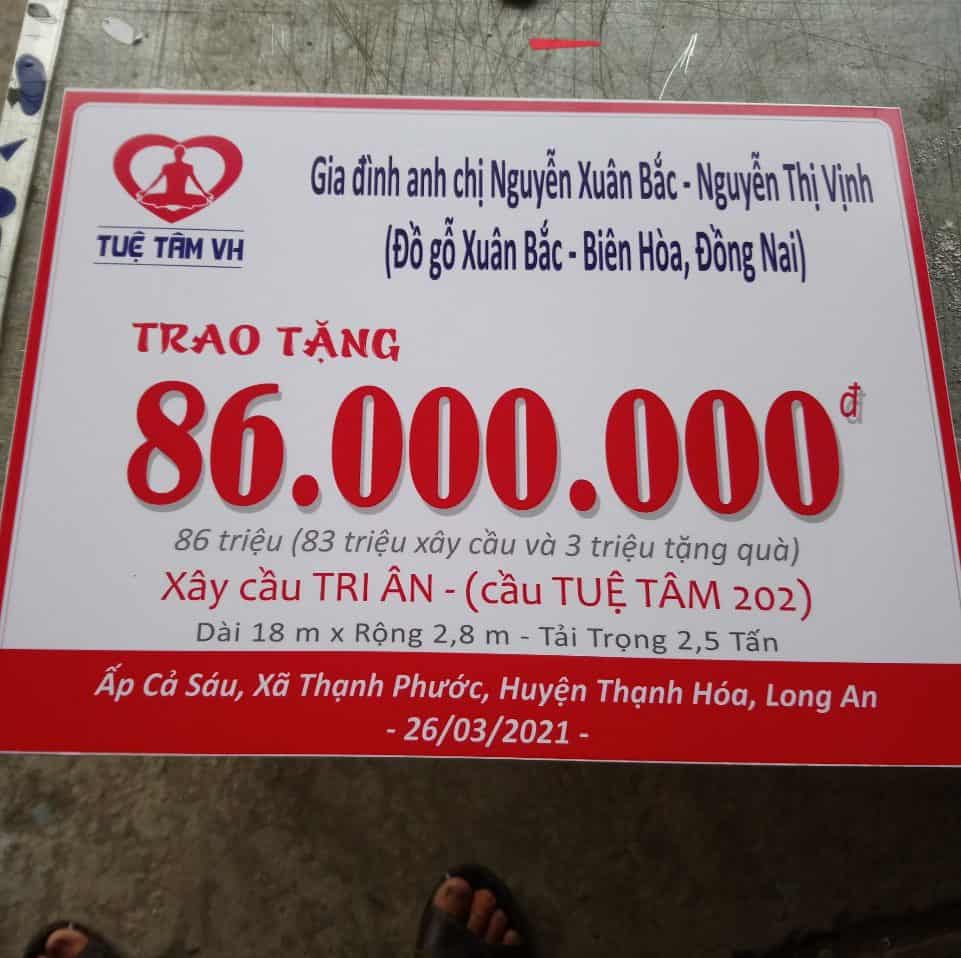 TUỆ TÂM VH
Gia đình anh chị Nguyễn Xuân Bắc - Nguyễn Thị Vịnh
(Đồ gỗ Xuân Bắc - Biên Hòa, Đồng Nai)
TRAO TẶNG
86.000.000đ
86 triệu (83 triệu xây cầu và 3 triệu tặng quà)
Xây cầu TRI ÂN - (cầu TUỆ TÂM 202)
Dài 18 m x Rộng 2,8 m - Tải Trọng 2,5 Tấn
Ấp Cả Sáu, Xã Thạnh Phước, Huyện Thạnh Hóa, Long An
- 26/03/2021 -